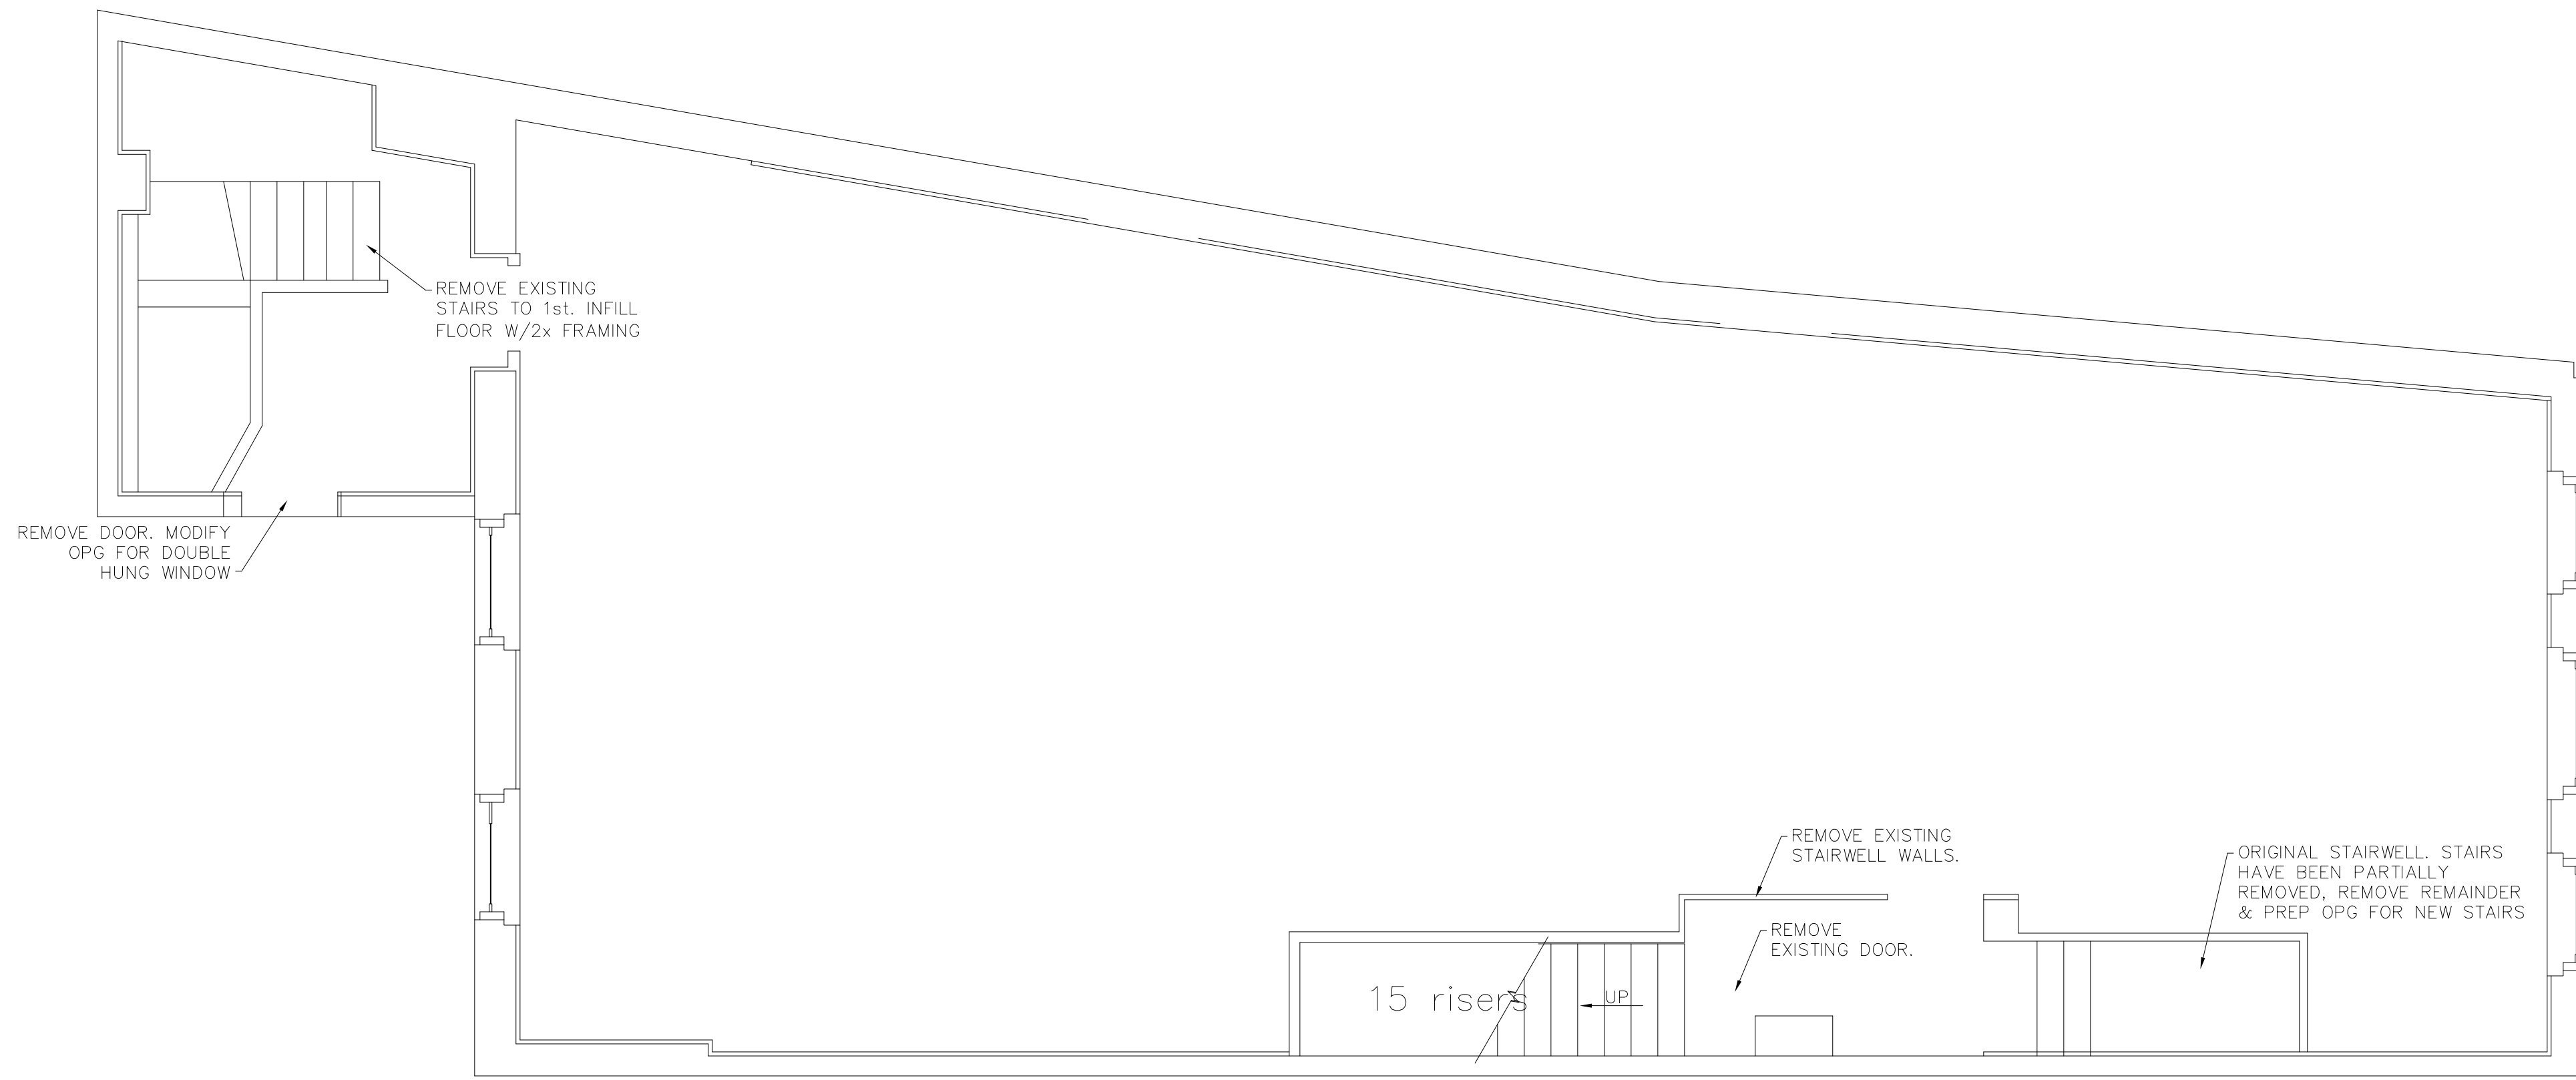 REMOVE EXISTING
STAIRS TO 1st. INFILL
FLOOR W/2x FRAMING
REMOVE DOOR. MODIFY
OPG FOR DOUBLE
HUNG WINDOW
REMOVE EXISTING
STAIRWELL WALLS.
ORIGINAL STAIRWELL. STAIRS
HAVE BEEN PARTIALLY
REMOVED, REMOVE REMAINDER
& PREP OPG FOR NEW STAIRS
REMOVE
EXISTING DOOR.
15 risers
UP